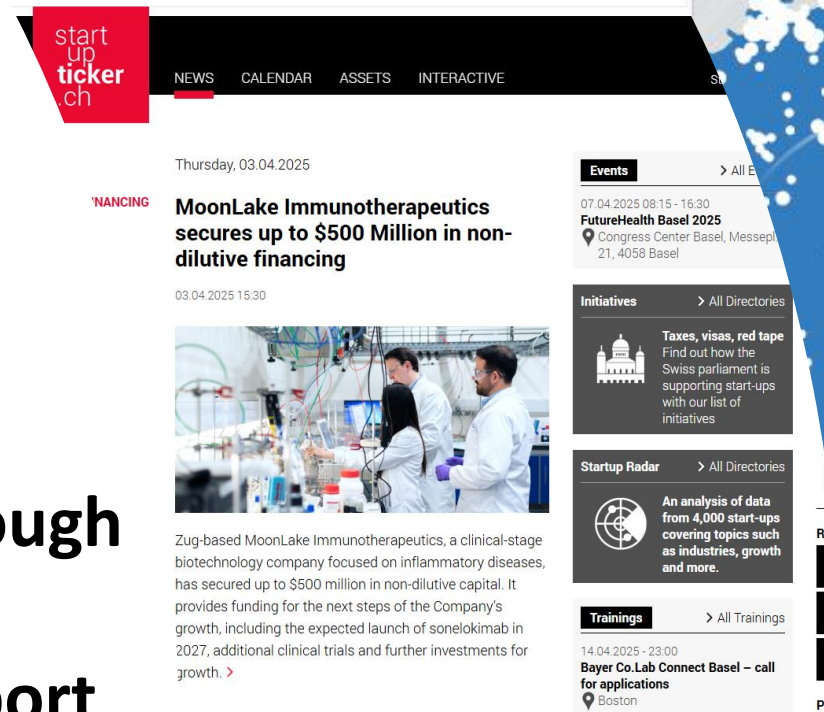 start
up
ticker
.ch
NEWS CALENDAR ASSETS INTERACTIVE
Thursday, 03.04.2025
MoonLake Immunotherapeutics
secures up to $500 Million in non-
dilutive financing
03.04.2025 15:30
Zug-based MoonLake Immunotherapeutics, a clinical-stage
biotechnology company focused on inflammatory diseases,
has secured up to $500 million in non-dilutive capital. It
provides funding for the next steps of the Company's
growth, including the expected launch of sonelokimab in
2027, additional clinical trials and further investments for
growth. >
Events > All E
07.04.2025 08:15 - 16:30
FutureHealth Basel 2025
Congress Center Basel, Messepl
21, 4058 Basel
Initiatives > All Directories
Taxes, visas, red tape
Find out how the
Swiss parliament is
supporting start-ups
with our list of
initiatives
Startup Radar > All Directories
An analysis of data
from 4,000 start-ups
covering topics such
as industries, growth
and more.
Trainings > All Trainings
14.04.2025 - 23:00
Bayer Co.Lab Connect Basel – call
for applications
Boston